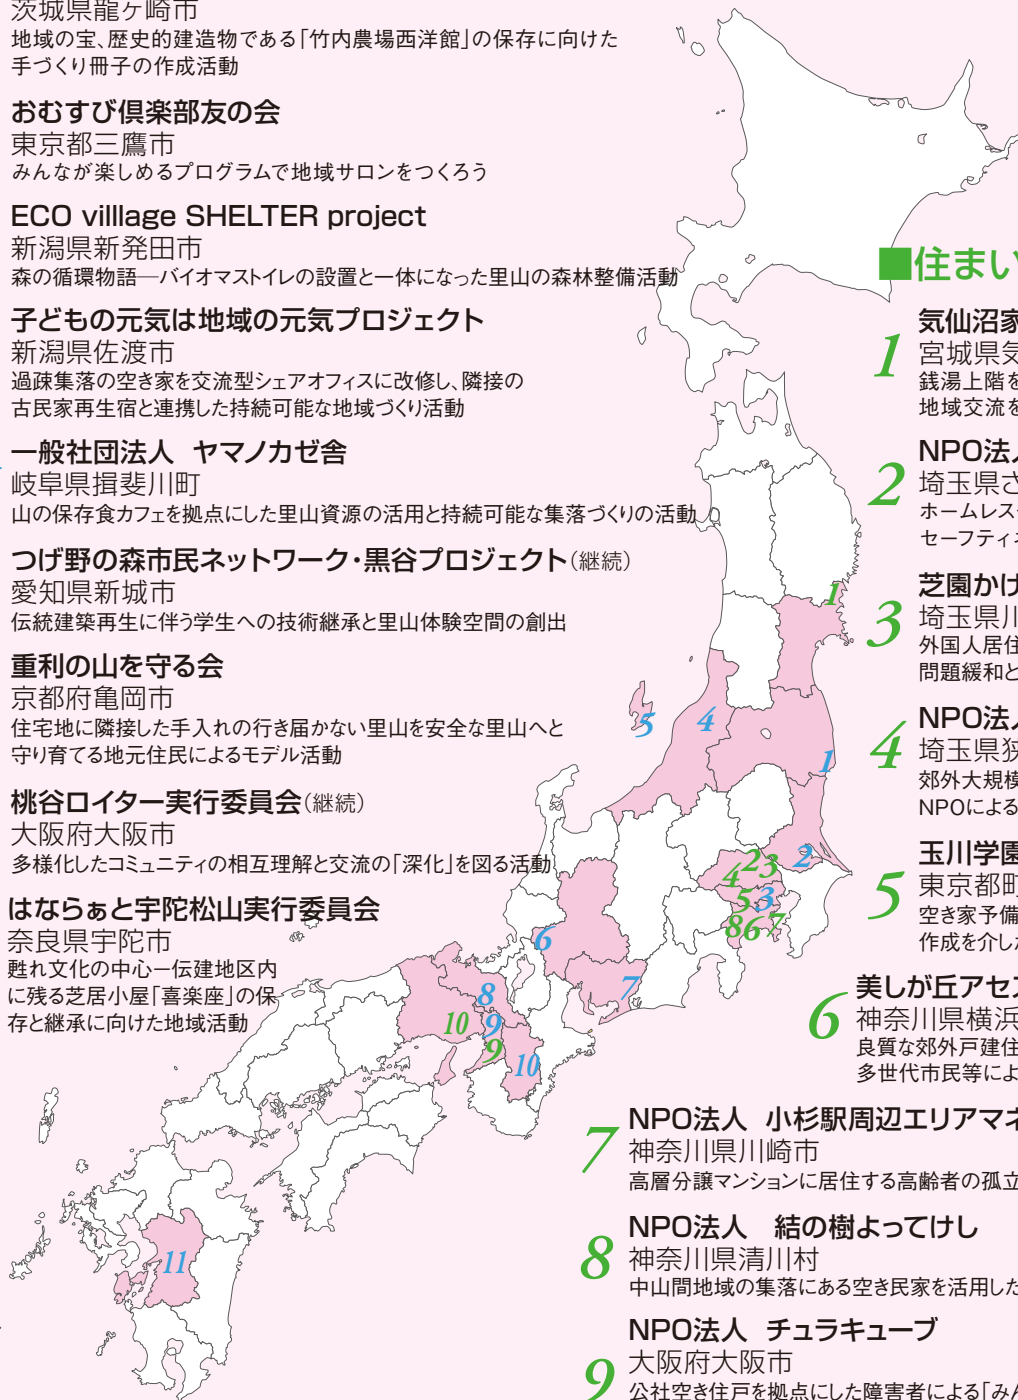 茨城県龍ヶ崎市
地域の宝、歴史的建造物である「竹内農場西洋館」の保存に向けた
手づくり冊子の作成活動
おむすび倶楽部友の会
東京都三鷹市
みんなが楽しめるプログラムで地域サロンをつくろう
ECO villlage SHELTER project
新潟県新発田市
森の循環物語―バイオマストイレの設置と一体になった里山の森林整備活動
子どもの元気は地域の元気プロジェクト
新潟県佐渡市
過疎集落の空き家を交流型シェアオフィスに改修し、隣接の
古民家再生宿と連携した持続可能な地域づくり活動
一般社団法人 ヤマノカゼ舎
岐阜県揖斐川町
山の保存食カフェを拠点にした里山資源の活用と持続可能な集落づくりの活動
つげ野の森市民ネットワーク・黒谷プロジェクト(継続)
愛知県新城市
伝統建築再生に伴う学生への技術継承と里山体験空間の創出
重利の山を守る会
京都府亀岡市
住宅地に隣接した手入れの行き届かない里山を安全な里山へと
守り育てる地元住民によるモデル活動
桃谷ロイター実行委員会(継続)
大阪府大阪市
多様化したコミュニティの相互理解と交流の「深化」を図る活動
はならぁと宇陀松山実行委員会
奈良県宇陀市
甦れ文化の中心ー伝建地区内
に残る芝居小屋「喜楽座」の保
存と継承に向けた地域活動
1
5
4
1
2
3
4
2
5
3
8
6
7
6
7
8
10
9
9
10
11
■住まい
1
気仙沼家
宮城県気
銭湯上階を
地域交流を
2
NPO法人
埼玉県さ
ホームレス
セーフティネ
3
芝園かけ
埼玉県川
外国人居住
問題緩和と
4
NPO法人
埼玉県狭
郊外大規模
NPOによる
5
玉川学園
東京都町
空き家予備
作成を介した
6
美しが丘アセス
神奈川県横浜
良質な郊外戸建住
多世代市民等によ
7
NPO法人 小杉駅周辺エリアマネ
神奈川県川崎市
高層分譲マンションに居住する高齢者の孤立
8
NPO法人 結の樹よってけし
神奈川県清川村
中山間地域の集落にある空き民家を活用した
9
NPO法人 チュラキューブ
大阪府大阪市
公社空き住戸を拠点にした障害者による「みん